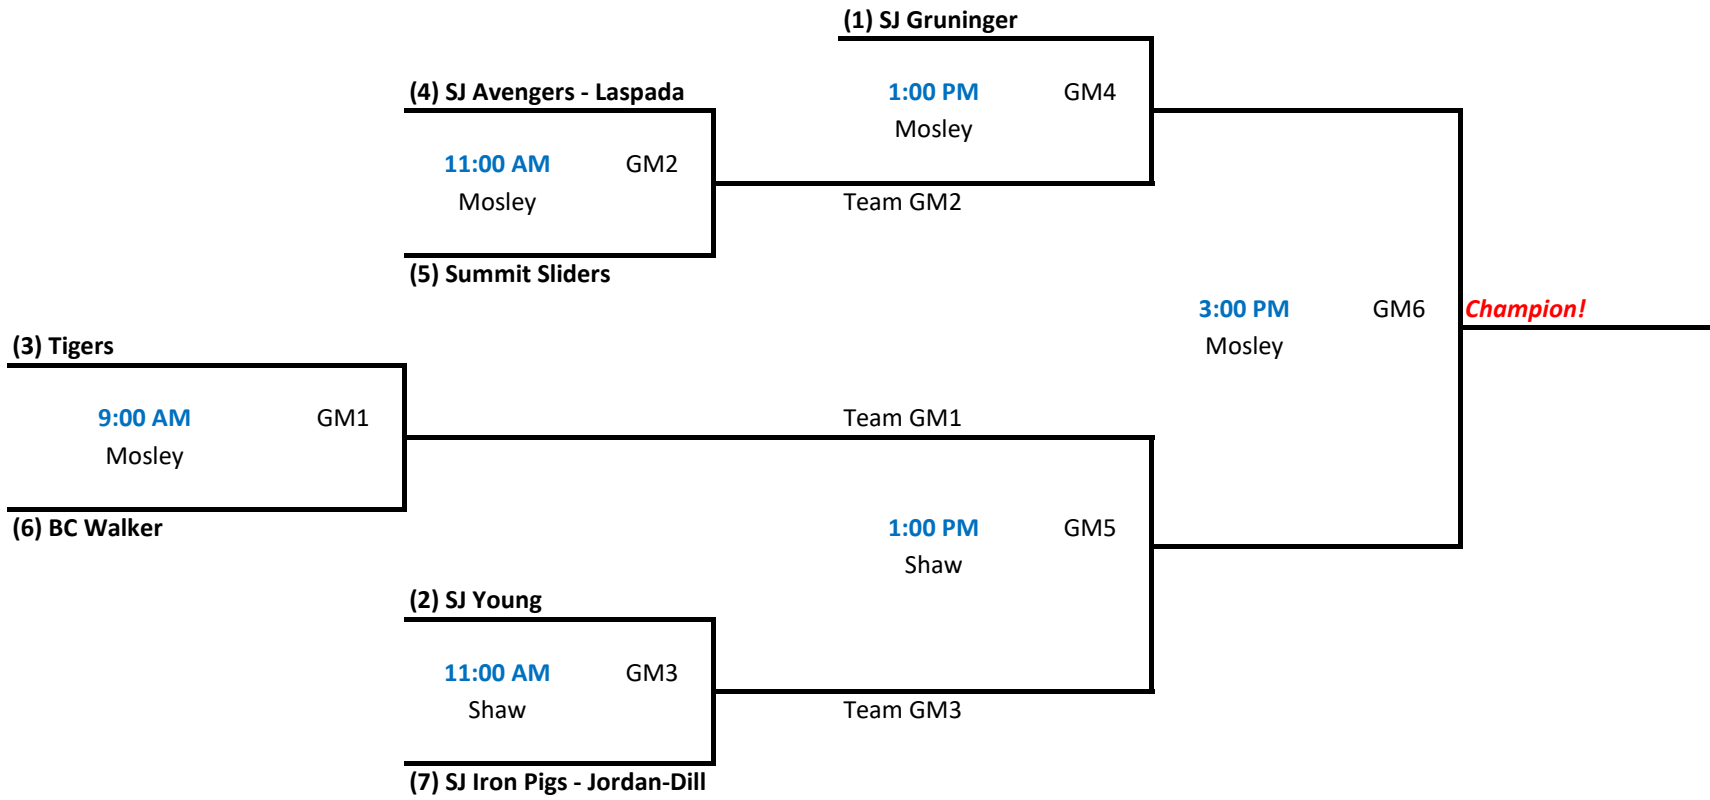 (1) SJ Gruninger
(4) SJ Avengers - Laspada
1:00 PM GM4
Mosley
11:00 AM GM2
Mosley
Team GM2
(5) Summit Sliders
3:00 PM GM6
Champion!
Mosley
(3) Tigers
9:00 AM GM1
Mosley
Team GM1
(6) BC Walker
1:00 PM GM5
Shaw
(2) SJ Young
11:00 AM GM3
Shaw
Team GM3
(7) SJ Iron Pigs - Jordan-Dill